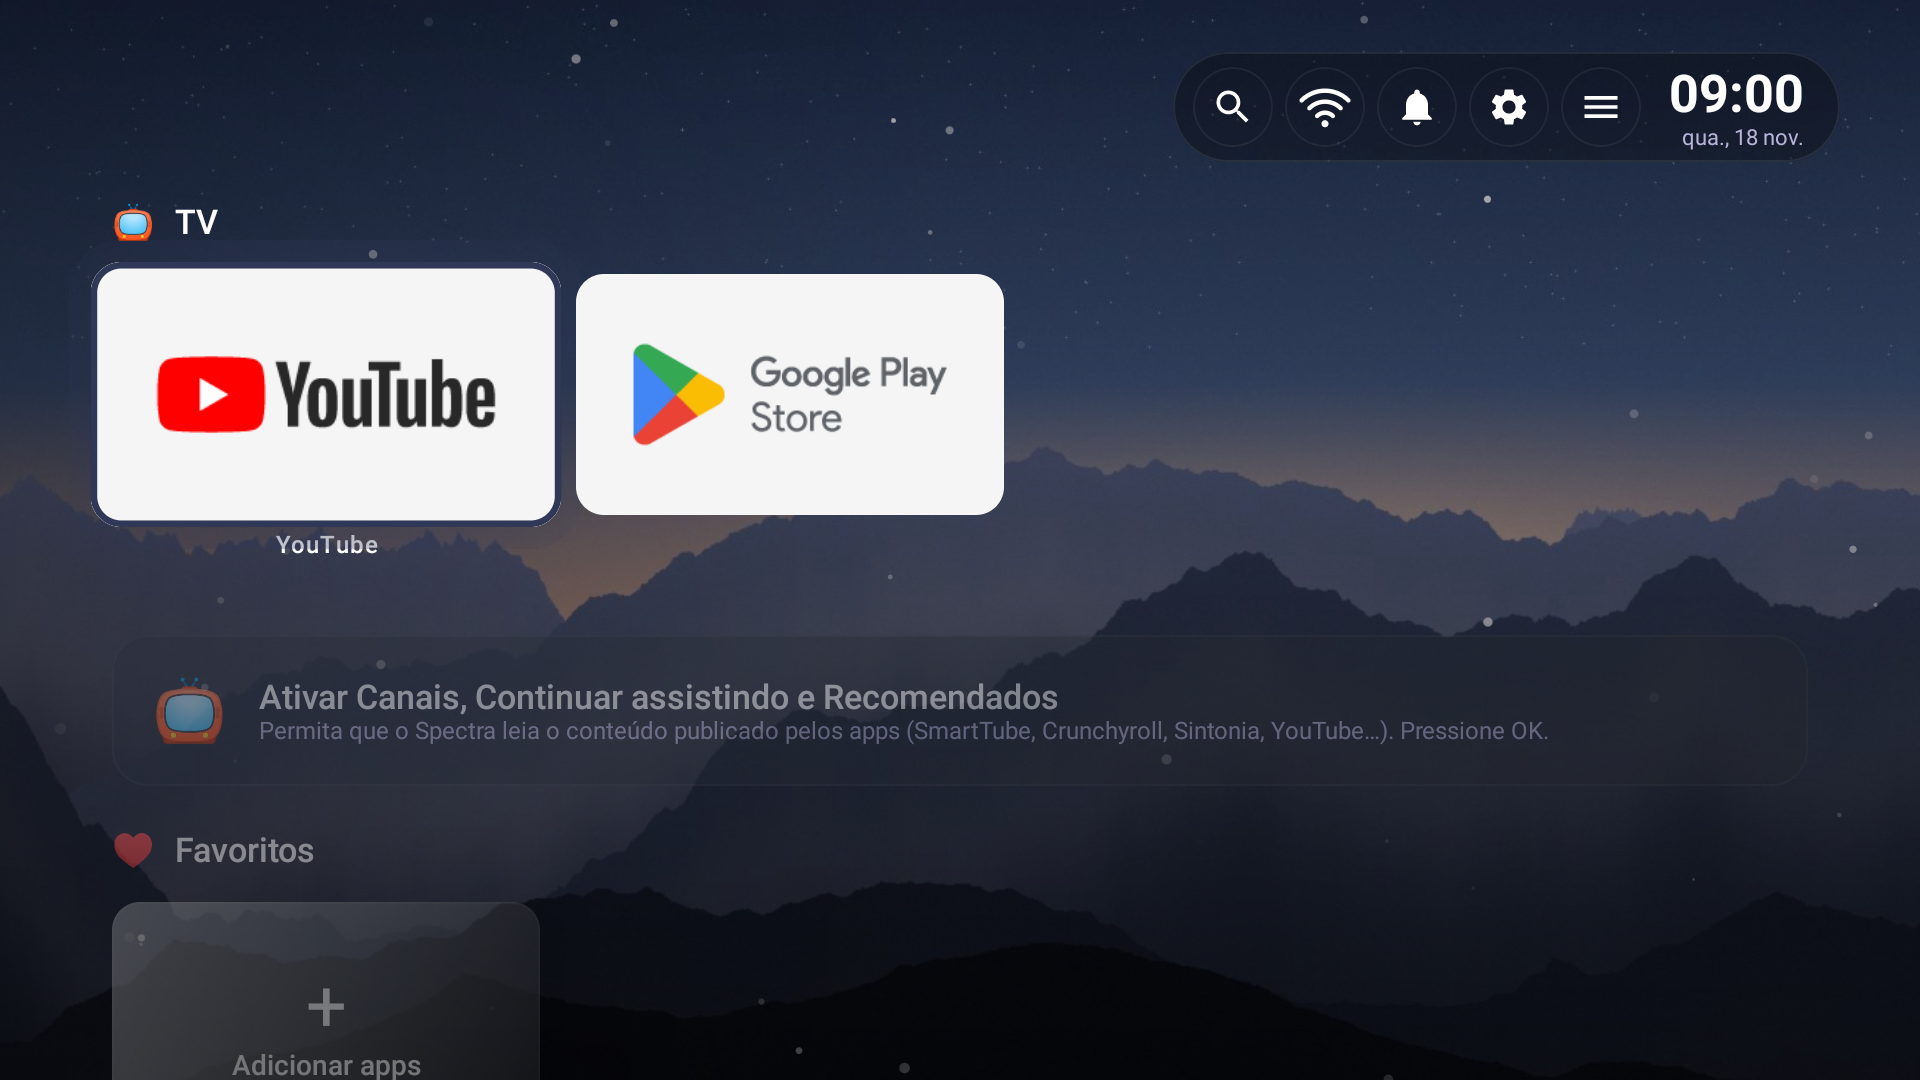 09:00
qua., 18 nov.
TV
YouTube
Google Play
Store
YouTube
Ativar Canais, Continuar assistindo e Recomendados
Permita que o Spectra leia o conteúdo publicado pelos apps (SmartTube, Crunchyroll, Sintonia, YouTube…). Pressione OK.
Favoritos
Adicionar apps